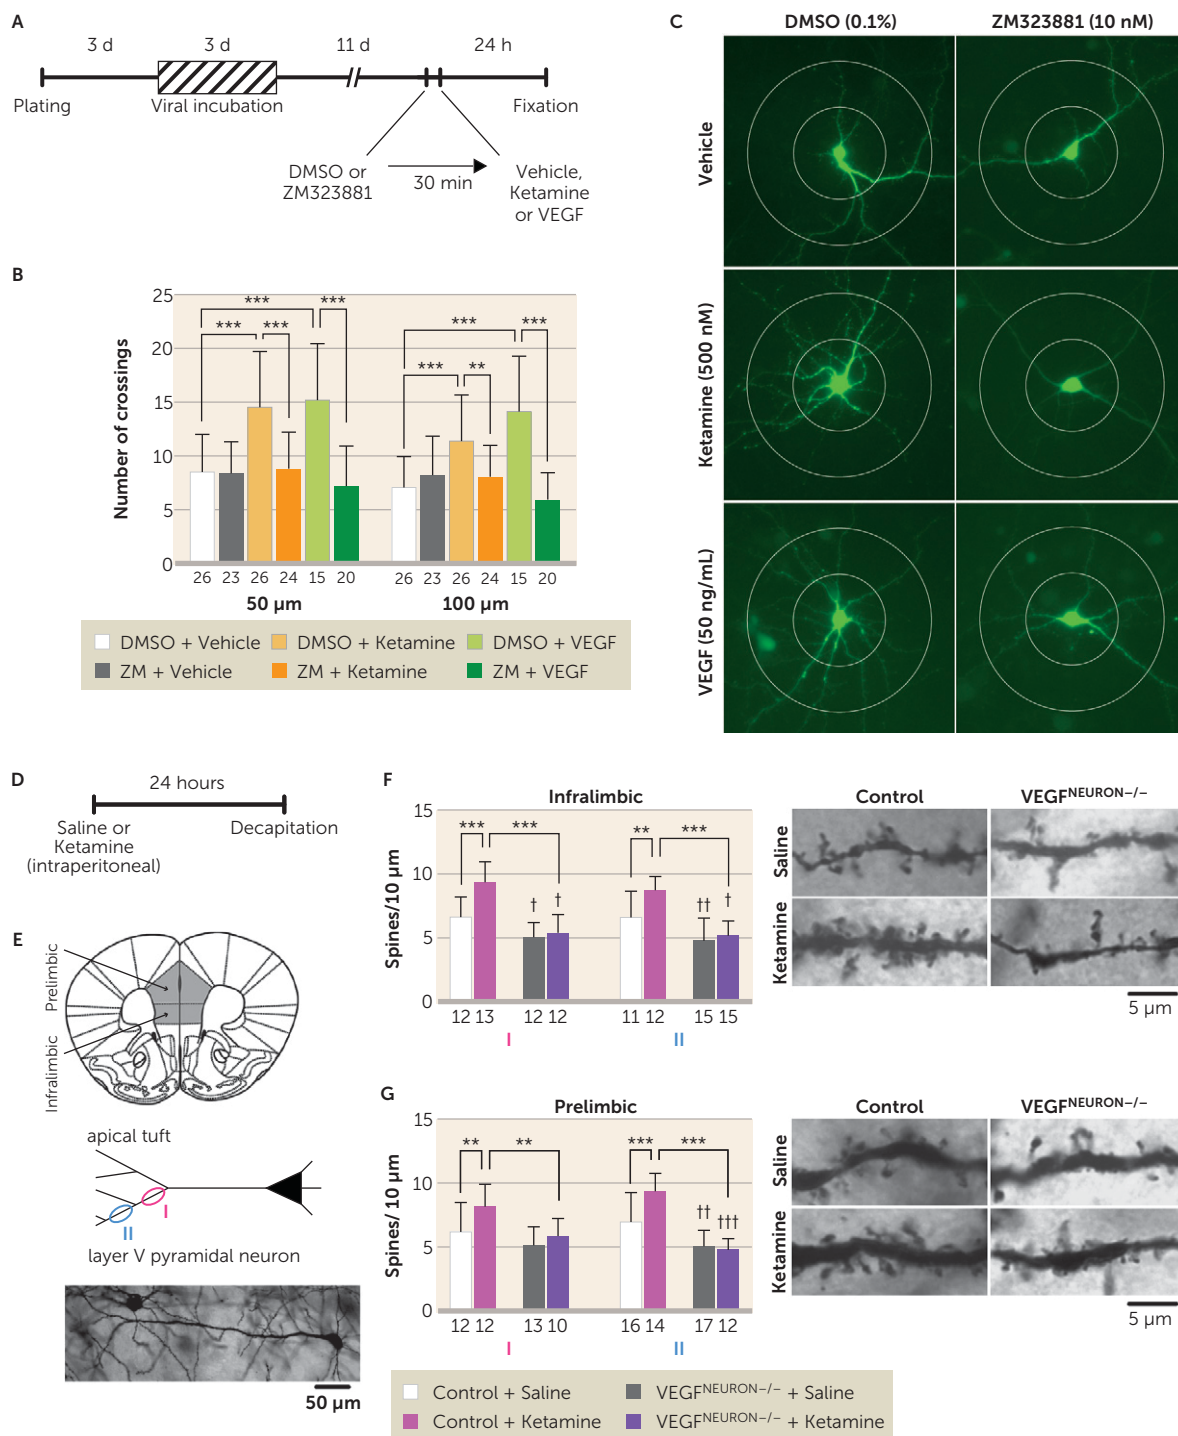 A
3 d
3 d
11 d
24 h
Plating
Viral incubation
Fixation
DMSO or
ZM323881
30 min
Vehicle,
Ketamine
or VEGF
B
Number of crossings
25
20
15
10
5
0
*** *** *** ***
*** *** *** **
26 23 26 24 15 20
26 23 26 24 15 20
50 µm
100 µm
DMSO + Vehicle
DMSO + Ketamine
DMSO + VEGF
ZM + Vehicle
ZM + Ketamine
ZM + VEGF
C
DMSO (0.1%)
ZM323881 (10 nM)
Vehicle
Ketamine (500 nM)
VEGF (50 ng/mL)
D
24 hours
Saline or
Ketamine
(intraperitoneal)
Decapitation
E
Prelimbic
Infralimbic
apical tuft
I
II
layer V pyramidal neuron
50 µm
F
Infralimbic
Spines/10 µm
15
10
5
0
*** *** ** ***
† † †† †
12 13 12 12
11 12 15 15
I
II
Control
VEGFNEURON−/−
Saline
Ketamine
5 µm
G
Prelimbic
Spines/ 10 µm
15
10
5
0
** ** *** ***
†† †††
12 12 13 10
16 14 17 12
I
II
Control
VEGFNEURON−/−
Saline
Ketamine
5 µm
Control + Saline
VEGFNEURON−/− + Saline
Control + Ketamine
VEGFNEURON−/− + Ketamine